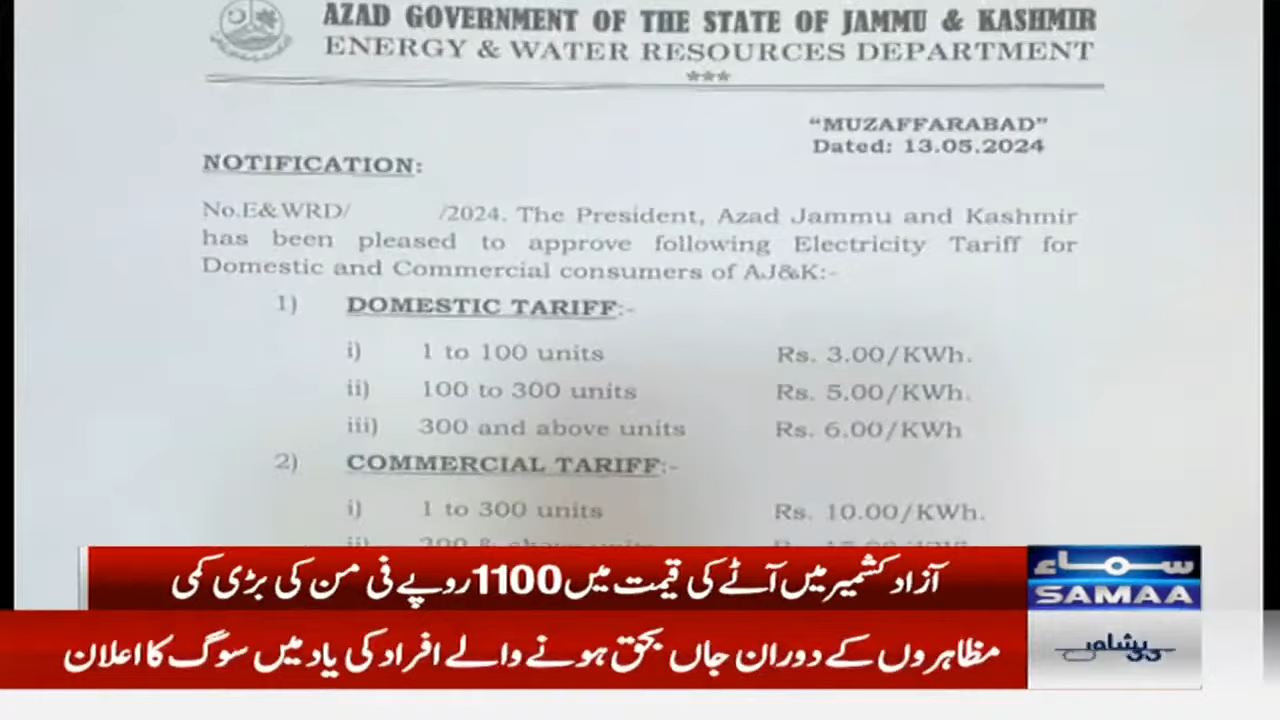 AZAD GOVERNMENT OF THE STATE OF JAMMU & KASHMIR
ENERGY & WATER RESOURCES DEPARTMENT
***
“MUZAFFARABAD”
Dated: 13.05.2024
NOTIFICATION:
No.E&WRD/ /2024. The President, Azad Jammu and Kashmir
has been pleased to approve following Electricity Tariff for
Domestic and Commercial consumers of AJ&K:-
1) DOMESTIC TARIFF:-
i) 1 to 100 units Rs. 3.00/KWh.
ii) 100 to 300 units Rs. 5.00/KWh.
iii) 300 and above units Rs. 6.00/KWh
2) COMMERCIAL TARIFF:-
i) 1 to 300 units Rs. 10.00/KWh.
آزاد کشمیر میں آٹے کی قیمت میں 1100 روپے فی من کی بڑی کمی
سماء
SAMAA
مظاہروں کے دوران جاں بحق ہونے والے افراد کی یاد میں سوگ کا اعلان
پشاور